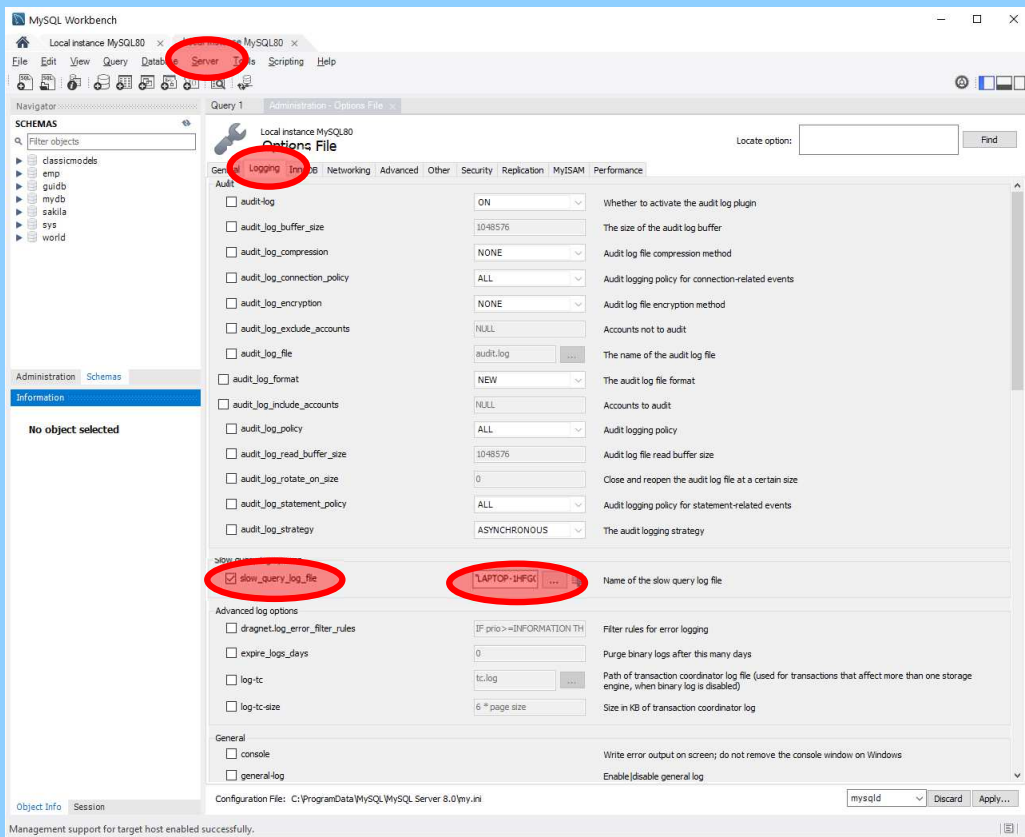 MySQL Workbench
Local instance MySQL80 × Local instance MySQL80 ×
File Edit View Query Database Server Tools Scripting Help
Navigator
SCHEMAS
Filter objects
classicmodels
emp
guidb
mydb
sakila
sys
world
Administration Schemas
Information
No object selected
Object Info Session
Query 1 Administration - Options File ×
Local instance MySQL80
Options File
Locate option: Find
General Logging InnoDB Networking Advanced Other Security Replication MyISAM Performance
Audit
audit-log ON Whether to activate the audit log plugin
audit_log_buffer_size 1048576 The size of the audit log buffer
audit_log_compression NONE Audit log file compression method
audit_log_connection_policy ALL Audit logging policy for connection-related events
audit_log_encryption NONE Audit log file encryption method
audit_log_exclude_accounts NULL Accounts not to audit
audit_log_file audit.log ... The name of the audit log file
audit_log_format NEW The audit log file format
audit_log_include_accounts NULL Accounts to audit
audit_log_policy ALL Audit logging policy
audit_log_read_buffer_size 1048576 Audit log file read buffer size
audit_log_rotate_on_size 0 Close and reopen the audit log file at a certain size
audit_log_statement_policy ALL Audit logging policy for statement-related events
audit_log_strategy ASYNCHRONOUS The audit logging strategy
Slow query
slow_query_log_file "LAPTOP-1HFG( ... Name of the slow query log file
Advanced log options
dragnet.log_error_filter_rules IF prio>=INFORMATION TH Filter rules for error logging
expire_logs_days 0 Purge binary logs after this many days
log-tc tc.log ... Path of transaction coordinator log file (used for transactions that affect more than one storage
engine, when binary log is disabled)
log-tc-size 6 * page size Size in KB of transaction coordinator log
General
console Write error output on screen; do not remove the console window on Windows
general-log Enable|disable general log
Configuration File: C:\ProgramData\MySQL\MySQL Server 8.0\my.ini mysqld Discard Apply...
Management support for target host enabled successfully.